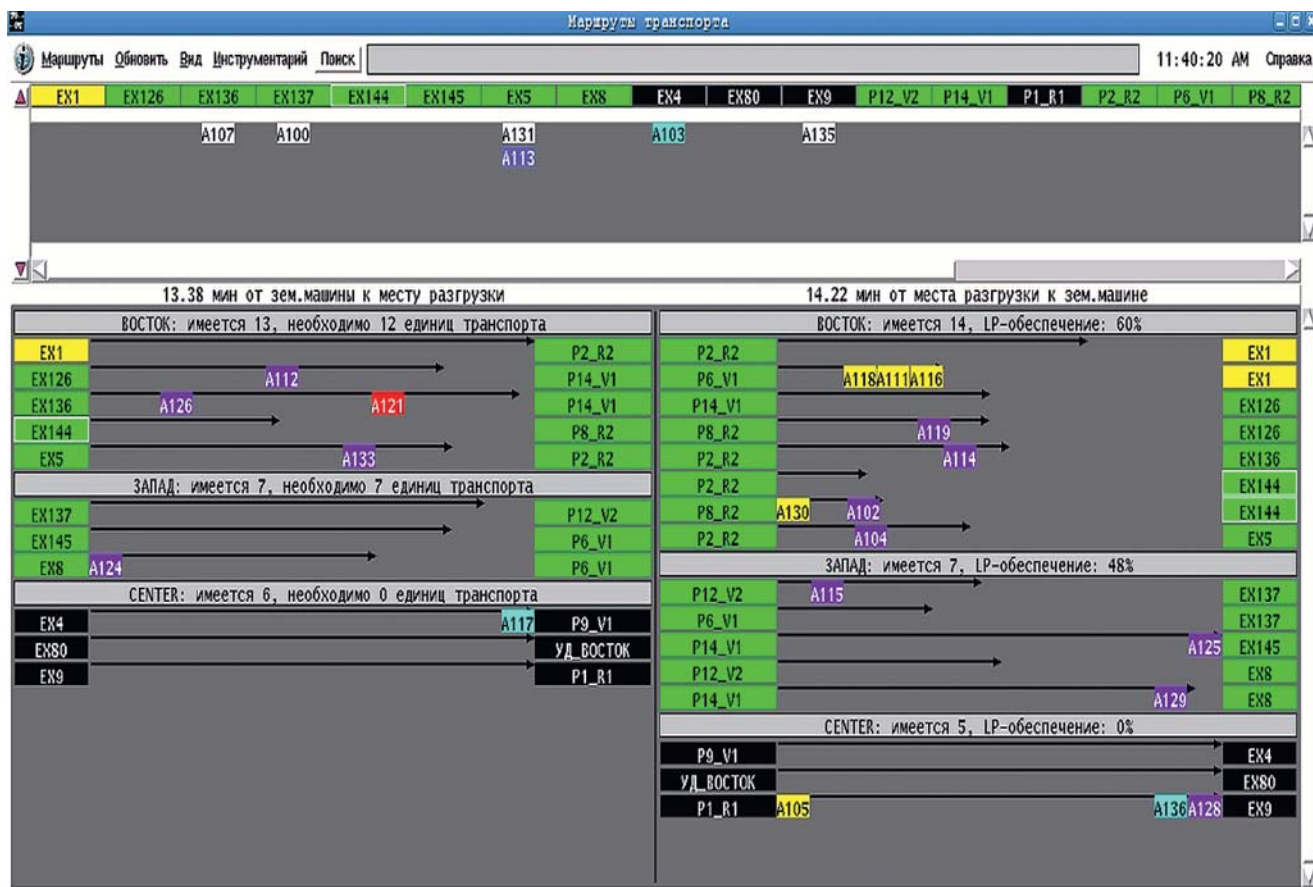 Маршруты транспорта
Маршруты Обновить Вид Инструментарий Поиск 11:40:20 AM Справка
EX1 EX126 EX136 EX137 EX144 EX145 EX5 EX8 EX4 EX80 EX9 P12_V2 P14_V1 P1_R1 P2_R2 P6_V1 P8_R2
A107 A100 A131 A103 A135
A113
13.38 мин от зем.машины к месту разгрузки
ВОСТОК: имеется 13, необходимо 12 единиц транспорта
EX1 P2_R2
EX126 A112 P14_V1
EX136 A126 A121 P14_V1
EX144 P8_R2
EX5 A133 P2_R2
ЗАПАД: имеется 7, необходимо 7 единиц транспорта
EX137 P12_V2
EX145 P6_V1
EX8 A124 P6_V1
CENTER: имеется 6, необходимо 0 единиц транспорта
EX4 A117 P9_V1
EX80 УД_ВОСТОК
EX9 P1_R1
14.22 мин от места разгрузки к зем.машине
ВОСТОК: имеется 14, LP-обеспечение: 60%
P2_R2 EX1
P6_V1 A118 A111 A116 EX1
P14_V1 EX126
P8_R2 A119 EX126
P2_R2 A114 EX136
P2_R2 EX144
P8_R2 A130 A102 EX144
P2_R2 A104 EX5
ЗАПАД: имеется 7, LP-обеспечение: 48%
P12_V2 A115 EX137
P6_V1 EX137
P14_V1 A125 EX145
P12_V2 EX8
P14_V1 A129 EX8
CENTER: имеется 5, LP-обеспечение: 0%
P9_V1 EX4
УД_ВОСТОК EX80
P1_R1 A105 A136 A128 EX9